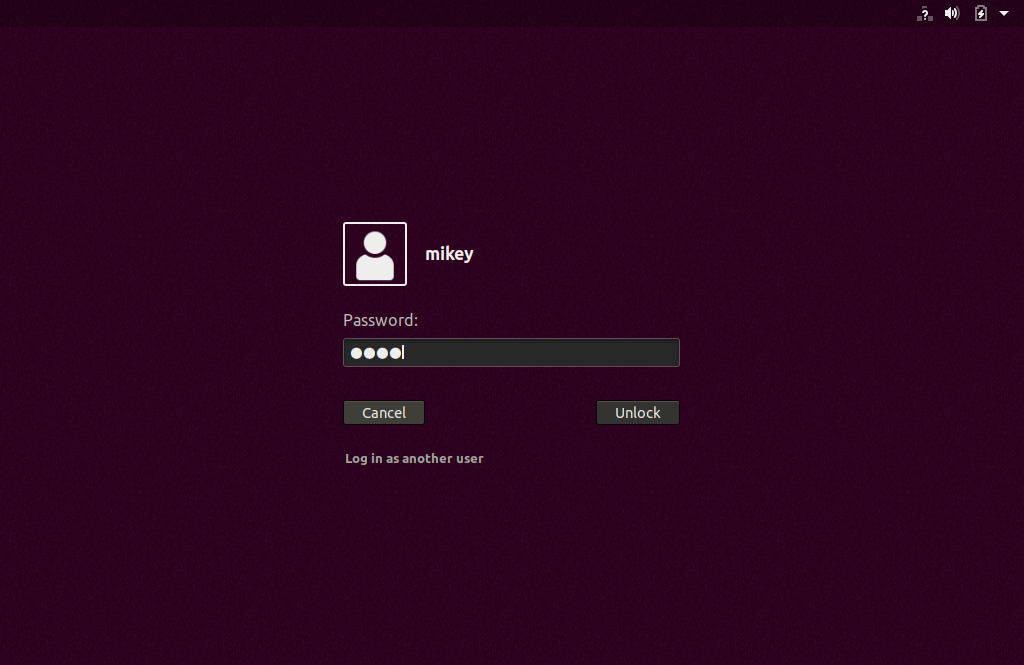 mikey
Password:
Cancel
Unlock
Log in as another user